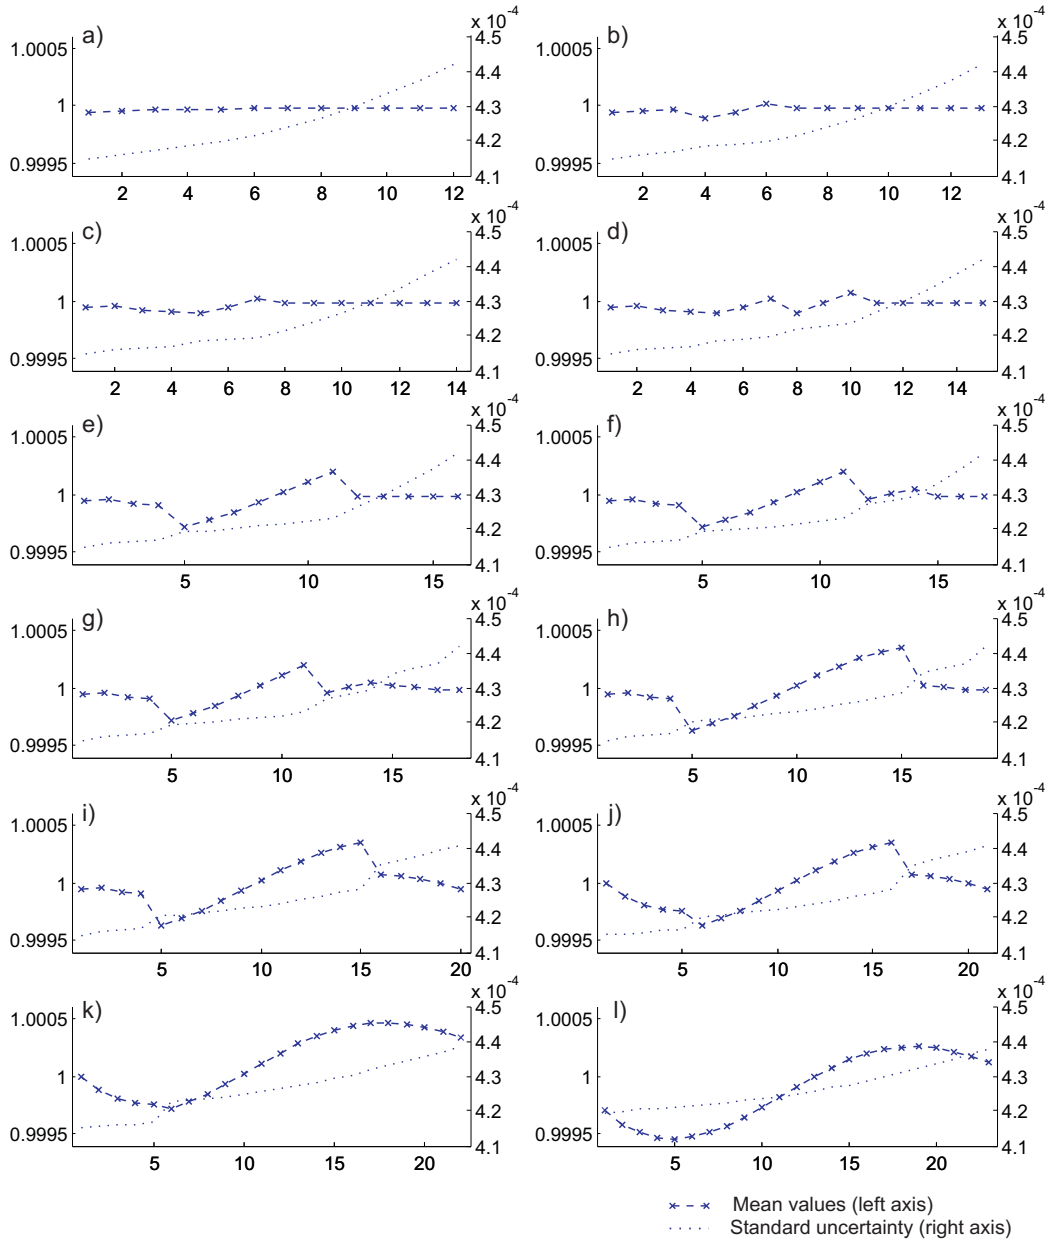 x 10-4 x 10-4
a) 4.5 b) 4.5
1.0005 4.4 1.0005 4.4
1 4.3 1 4.3
4.2 4.2
0.9995 4.1 0.9995 4.1
2 4 6 8 10 12 2 4 6 8 10 12
x 10-4 x 10-4
c) 4.5 d) 4.5
1.0005 4.4 1.0005 4.4
1 4.3 1 4.3
4.2 4.2
0.9995 4.1 0.9995 4.1
2 4 6 8 10 12 14 2 4 6 8 10 12 14
x 10-4 x 10-4
e) 4.5 f) 4.5
1.0005 4.4 1.0005 4.4
1 4.3 1 4.3
4.2 4.2
0.9995 4.1 0.9995 4.1
5 10 15 5 10 15
x 10-4 x 10-4
g) 4.5 h) 4.5
1.0005 4.4 1.0005 4.4
1 4.3 1 4.3
4.2 4.2
0.9995 4.1 0.9995 4.1
5 10 15 5 10 15
x 10-4 x 10-4
i) 4.5 j) 4.5
1.0005 4.4 1.0005 4.4
1 4.3 1 4.3
4.2 4.2
0.9995 4.1 0.9995 4.1
5 10 15 20 5 10 15 20
x 10-4 x 10-4
k) 4.5 l) 4.5
1.0005 4.4 1.0005 4.4
1 4.3 1 4.3
4.2 4.2
0.9995 4.1 0.9995 4.1
5 10 15 20 5 10 15 20
Mean values (left axis)
Standard uncertainty (right axis)